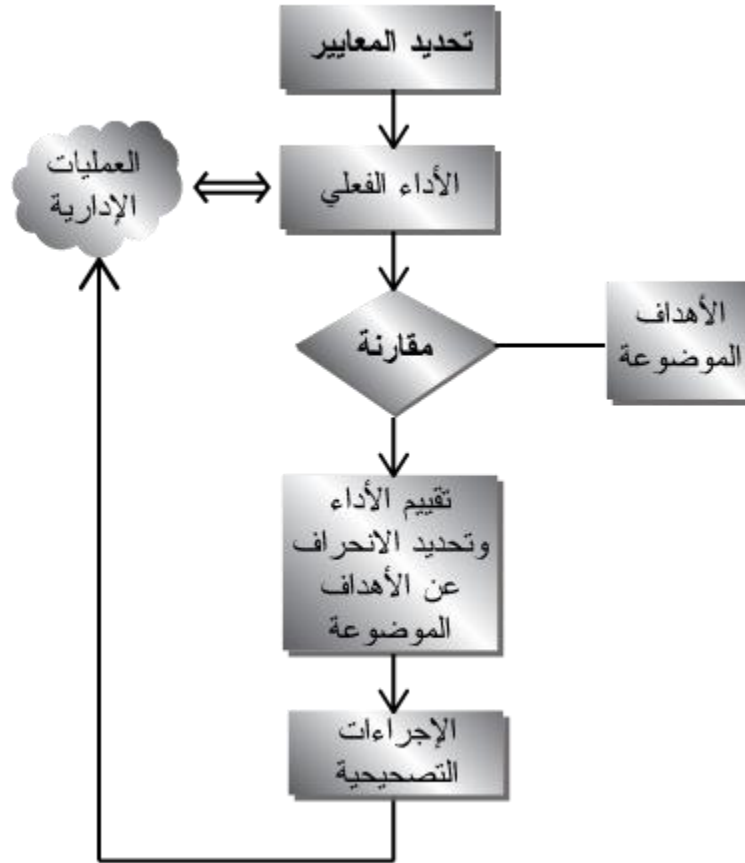 تحديد المعايير
العمليات
الإدارية
الأداء الفعلي
مقارنة
الأهداف
الموضوعة
تقييم الأداء
وتحديد الانحراف
عن الأهداف
الموضوعة
الإجراءات
التصحيحية